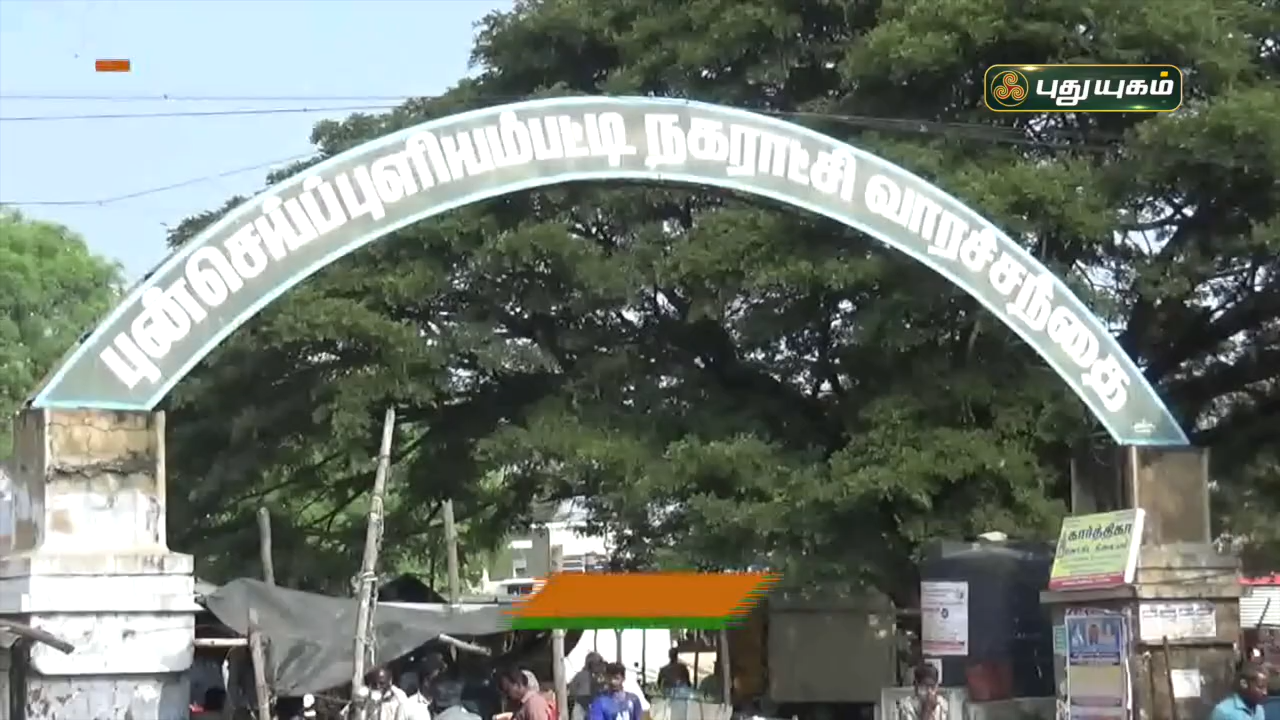 புதுயுகம்
புன்செய்ப்புளியம்பட்டி நகராட்சி வாரச்சந்தை
கார்த்திகா